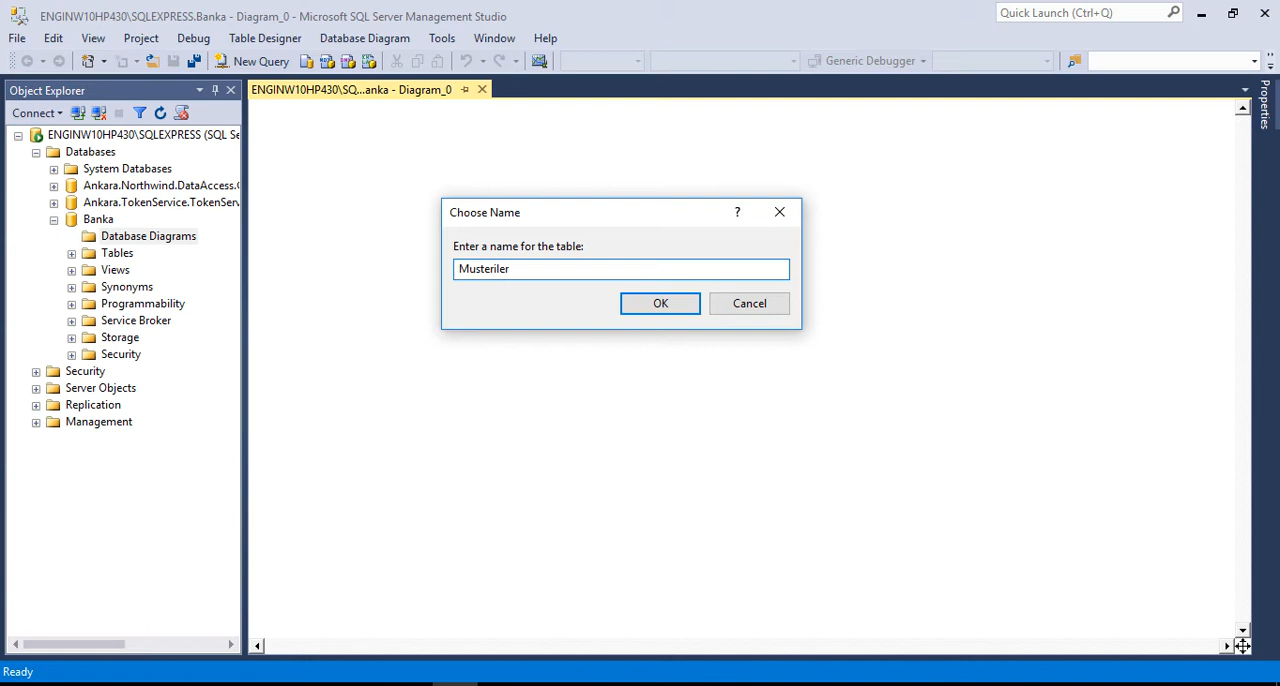 ENGINW10HP430\SQLEXPRESS.Banka - Diagram_0 - Microsoft SQL Server Management Studio
Quick Launch (Ctrl+Q)
File Edit View Project Debug Table Designer Database Diagram Tools Window Help
New Query
Generic Debugger
Object Explorer
ENGINW10HP430\SQ...anka - Diagram_0
Properties
Connect
ENGINW10HP430\SQLEXPRESS (SQL Se
Databases
System Databases
Ankara.Northwind.DataAccess.
Ankara.TokenService.TokenSer
Banka
Database Diagrams
Tables
Views
Synonyms
Programmability
Service Broker
Storage
Security
Security
Server Objects
Replication
Management
Choose Name
?
Enter a name for the table:
Musteriler
OK Cancel
Ready